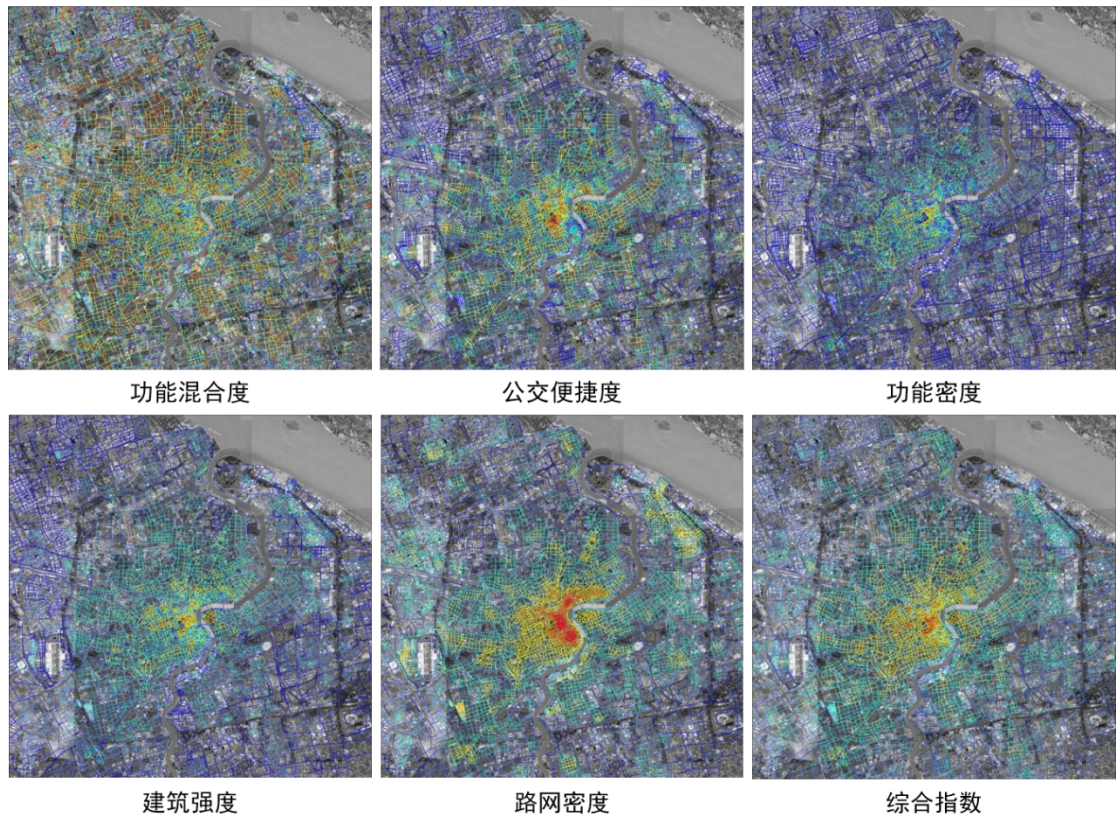 功能混合度
公交便捷度
功能密度
建筑强度
路网密度
综合指数